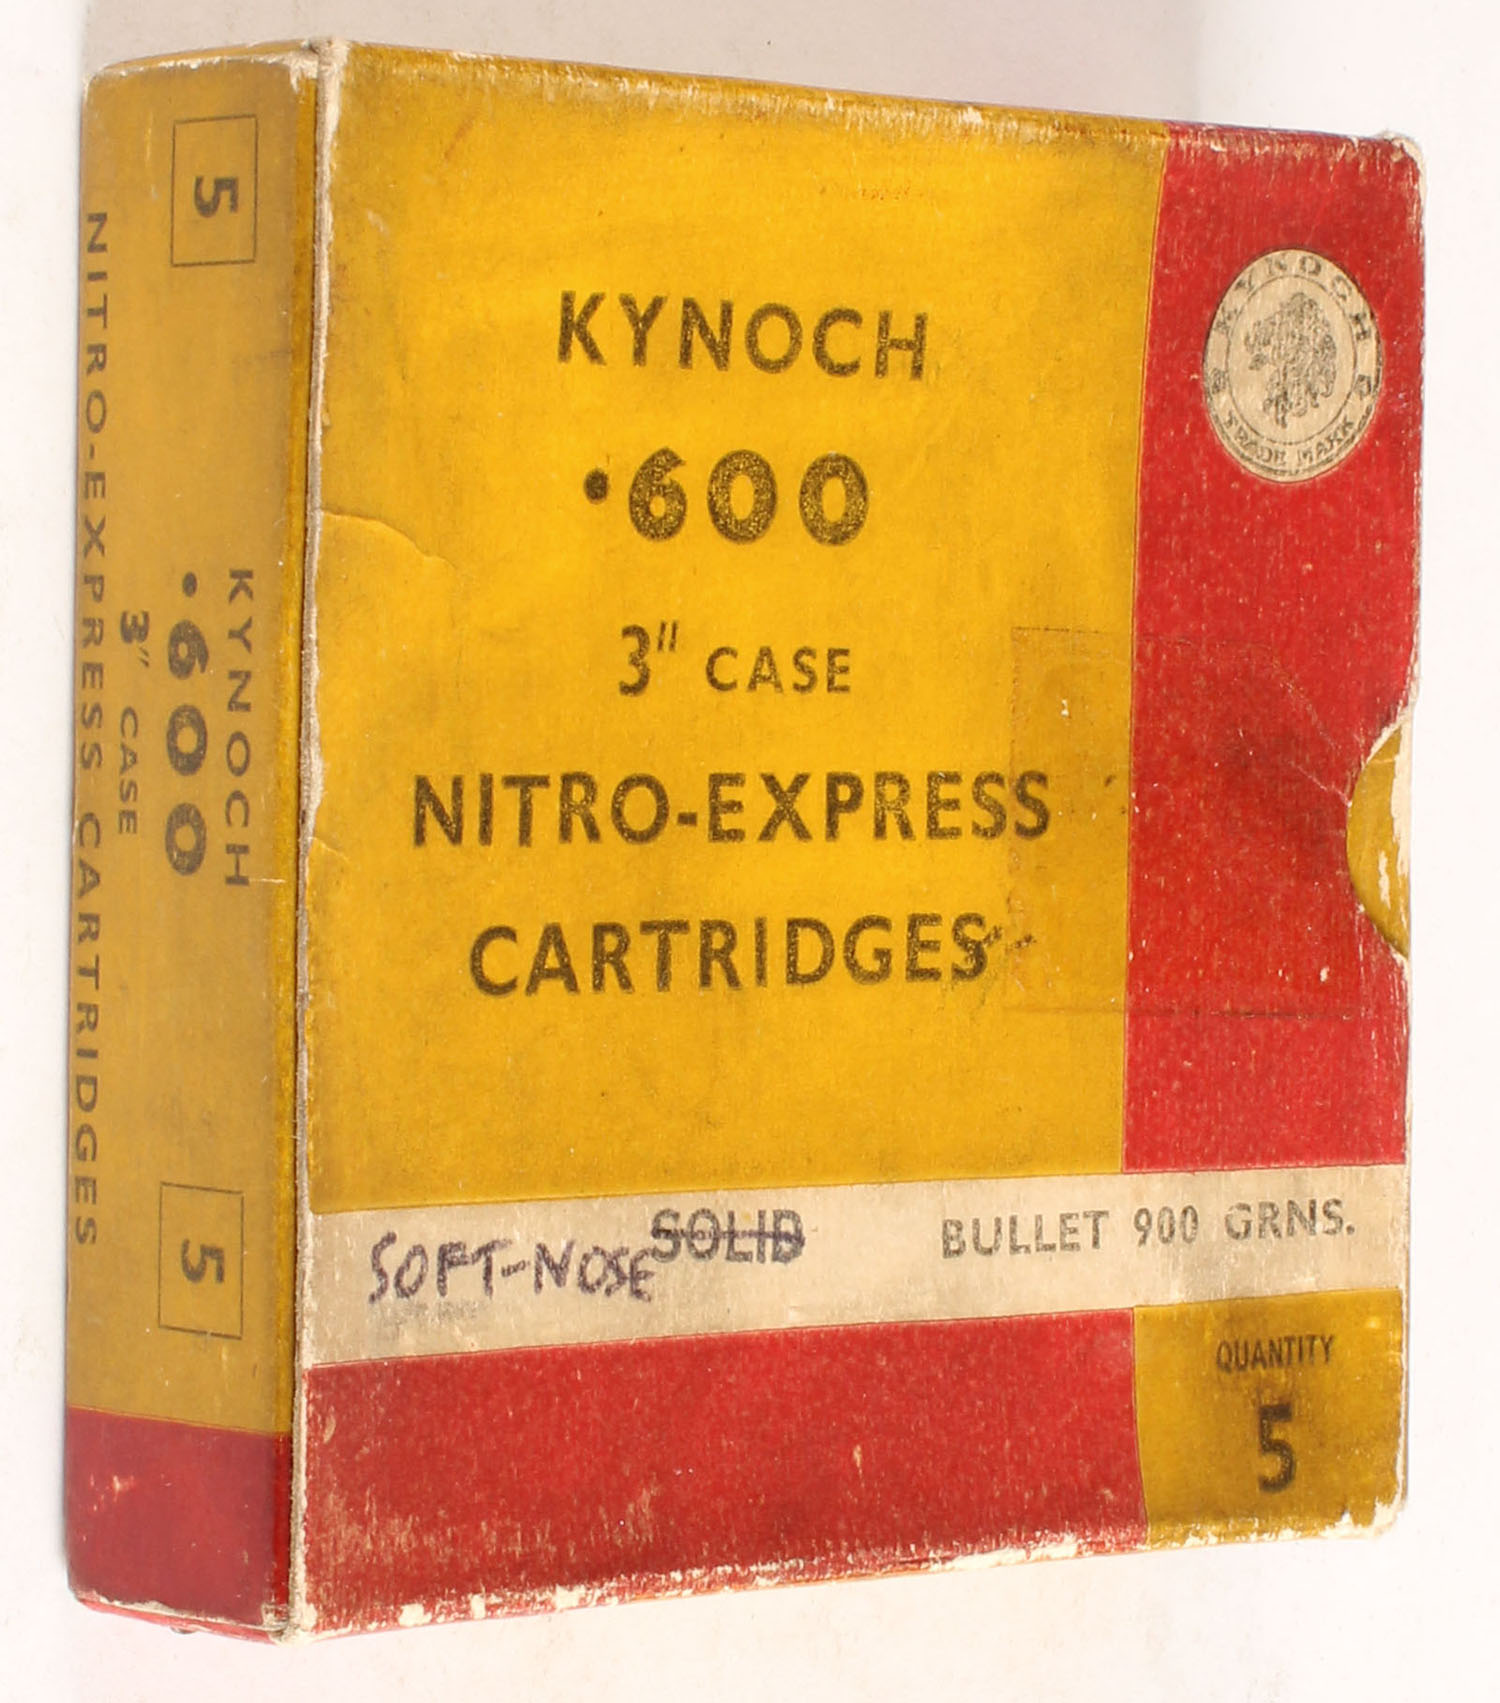 KYNOCH
·600
3" CASE
NITRO-EXPRESS
CARTRIDGES
KYNOCH
TRADE MARK
SOFT-NOSE SOLID BULLET 900 GRNS.
QUANTITY
5
5
KYNOCH
·600
3" CASE
NITRO-EXPRESS CARTRIDGES
5